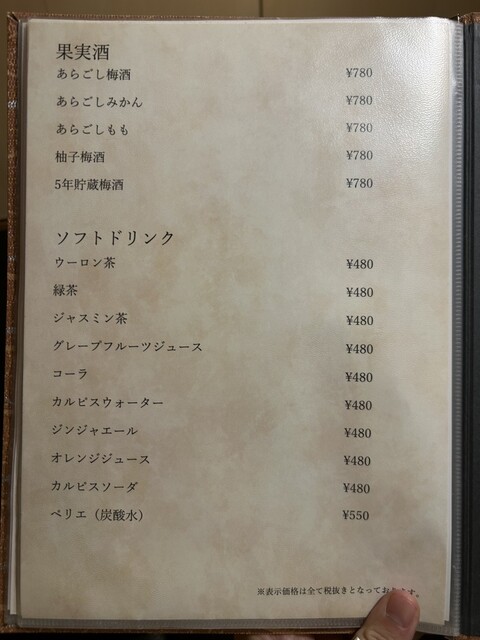 果実酒
あらごし梅酒 ¥780
あらごしみかん ¥780
あらごしもも ¥780
柚子梅酒 ¥780
5年貯蔵梅酒 ¥780
ソフトドリンク
ウーロン茶 ¥480
緑茶 ¥480
ジャスミン茶 ¥480
グレープフルーツジュース ¥480
コーラ ¥480
カルピスウォーター ¥480
ジンジャエール ¥480
オレンジジュース ¥480
カルピスソーダ ¥480
ペリエ（炭酸水） ¥550
※表示価格は全て税抜きとなっております。